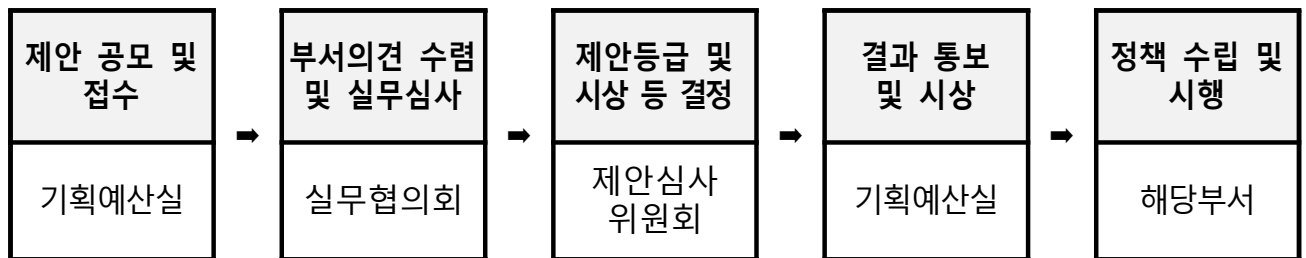 제안 공모 및
접수
기획예산실
➡
부서의견 수렴
및 실무심사
실무협의회
➡
제안등급 및
시상 등 결정
제안심사
위원회
➡
결과 통보
및 시상
기획예산실
➡
정책 수립 및
시행
해당부서